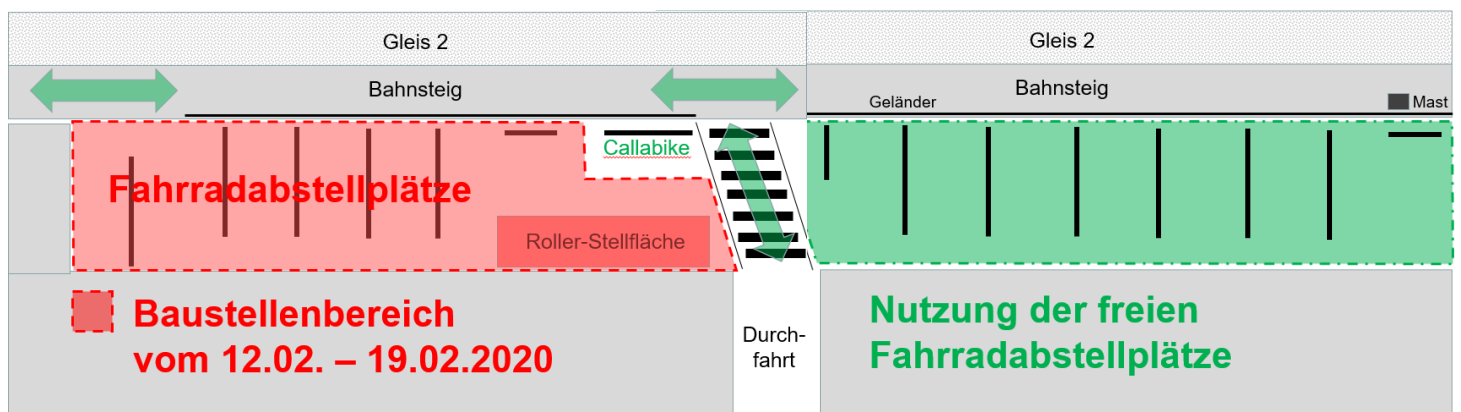 Gleis 2
Gleis 2
Bahnsteig
Bahnsteig
Geländer
Mast
Callabike
Fahrradabstellplätze
Roller-Stellfläche
Baustellenbereich
vom 12.02. – 19.02.2020
Durch-
fahrt
Nutzung der freien
Fahrradabstellplätze